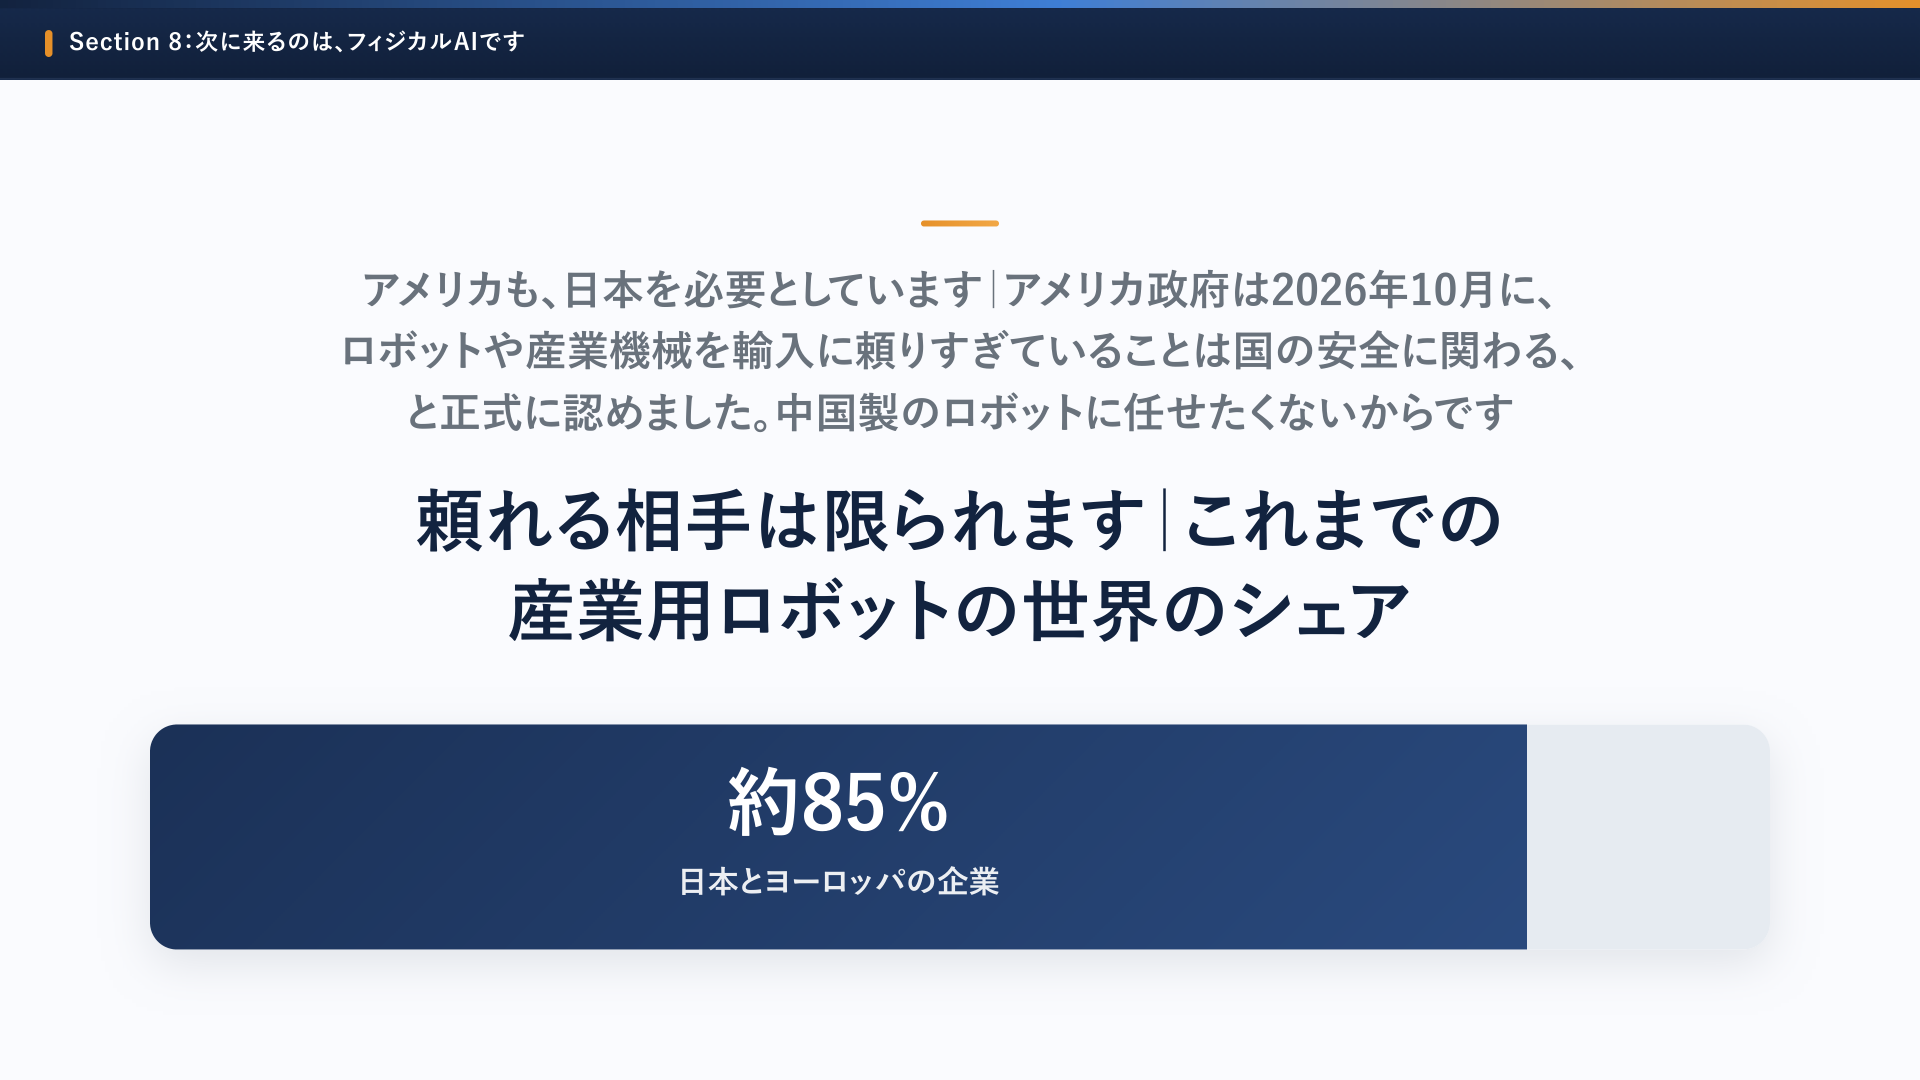 Section 8：次に来るのは、フィジカルAIです
アメリカも、日本を必要としています｜アメリカ政府は2026年10月に、
ロボットや産業機械を輸入に頼りすぎていることは国の安全に関わる、
と正式に認めました。中国製のロボットに任せたくないからです
頼れる相手は限られます｜これまでの
産業用ロボットの世界のシェア
約85%
日本とヨーロッパの企業